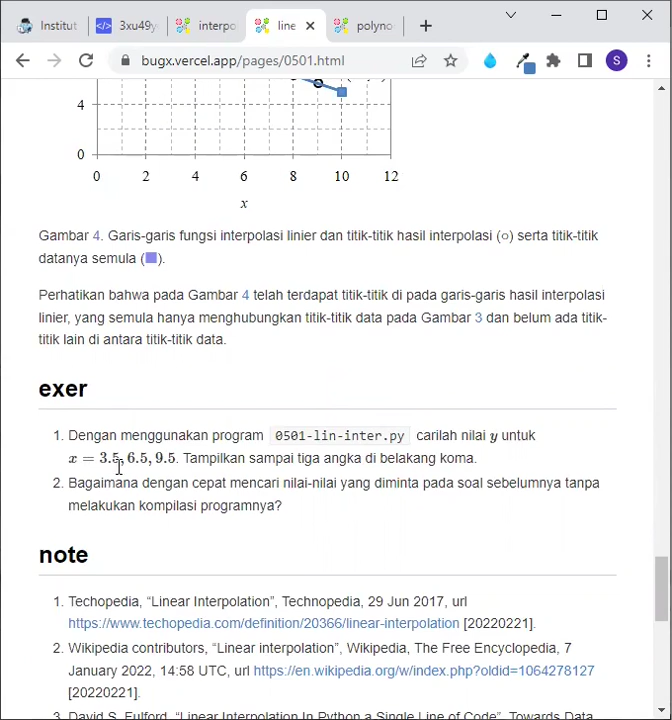 Institut
3xu49y
interpo
line
polyno
bugx.vercel.app/pages/0501.html
S
4
0
0 2 4 6 8 10 12
x
Gambar 4. Garis-garis fungsi interpolasi linier dan titik-titik hasil interpolasi (○) serta titik-titik
datanya semula (■).
Perhatikan bahwa pada Gambar 4 telah terdapat titik-titik di pada garis-garis hasil interpolasi
linier, yang semula hanya menghubungkan titik-titik data pada Gambar 3 dan belum ada titik-
titik lain di antara titik-titik data.
exer
1. Dengan menggunakan program 0501-lin-inter.py carilah nilai y untuk
x = 3.5, 6.5, 9.5. Tampilkan sampai tiga angka di belakang koma.
2. Bagaimana dengan cepat mencari nilai-nilai yang diminta pada soal sebelumnya tanpa
melakukan kompilasi programnya?
note
1. Techopedia, “Linear Interpolation”, Technopedia, 29 Jun 2017, url
https://www.techopedia.com/definition/20366/linear-interpolation [20220221].
2. Wikipedia contributors, “Linear interpolation”, Wikipedia, The Free Encyclopedia, 7
January 2022, 14:58 UTC, url https://en.wikipedia.org/w/index.php?oldid=1064278127
[20220221].
3. David S. Fulford, “Linear Interpolation In Python a Single Line of Code”, Towards Data